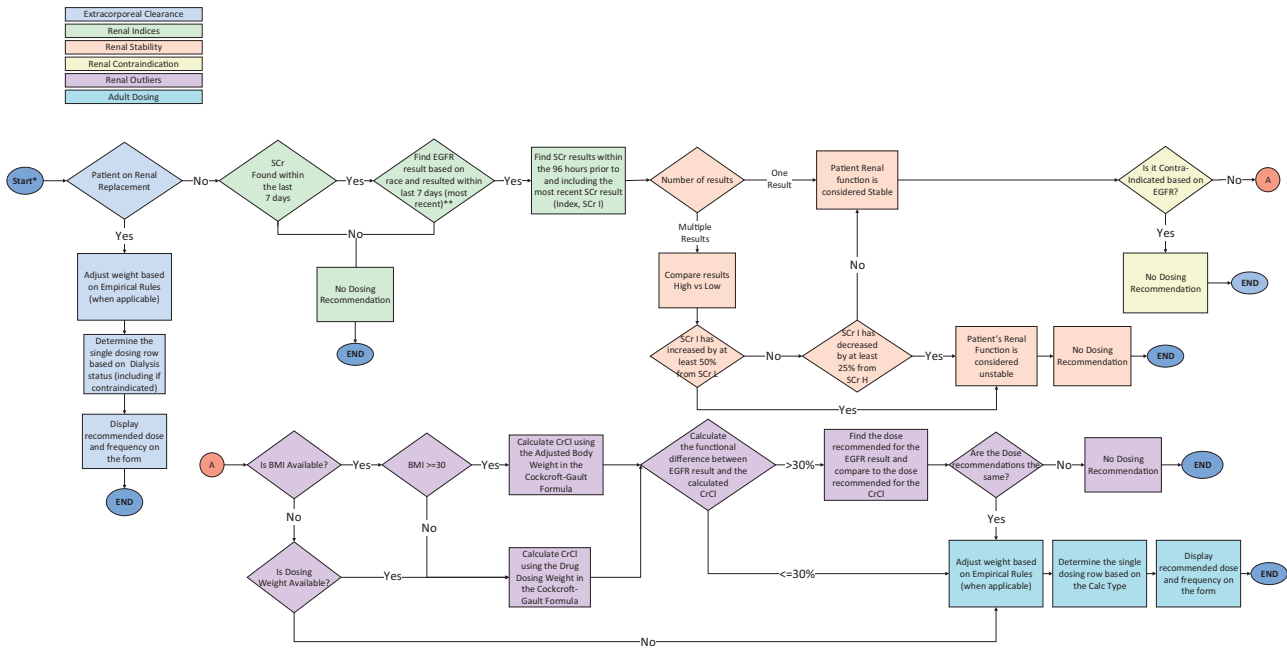 Extracorporeal Clearance
Renal Indices
Renal Stability
Renal Contraindication
Renal Outliers
Adult Dosing
Start*
Patient on Renal
Replacement
No
SCr
Found within
the last
7 days
Yes
Find EGFR
result based on
race and resulted within
last 7 days (most
recent)**
Yes
Find SCr results within
the 96 hours prior to
and including the
most recent SCr result
(Index, SCr I)
Number of results
One
Result
Patient Renal
function is
considered Stable
Is it Contra-
Indicated based on
EGFR?
No
A
Yes
Adjust weight based
on Empirical Rules
(when applicable)
Determine the
single dosing row
based on Dialysis
status (including if
contraindicated)
Display
recommended dose
and frequency on
the form
END
No
No Dosing
Recommendation
END
Multiple
Results
Compare results
High vs Low
SCr I has
increased by at
least 50%
from SCr L
No
SCr I has
decreased
by at least
25% from
SCr H
No
Yes
Patient's Renal
Function is
considered
unstable
No Dosing
Recommendation
END
Yes
Yes
No Dosing
Recommendation
END
A
Is BMI Available?
Yes
BMI >=30
Yes
Calculate CrCl using
the Adjusted Body
Weight in the
Cockcroft-Gault
Formula
Calculate
the functional
difference between
EGFR result and the
calculated
CrCl
>30%
Find the dose
recommended for the
EGFR result and
compare to the dose
recommended for the
CrCl
Are the Dose
recommendations the
same?
No
No Dosing
Recommendation
END
No
No
Yes
Is Dosing
Weight Available?
Yes
Calculate CrCl
using the Drug
Dosing Weight in
the Cockcroft-
Gault Formula
<=30%
Adjust weight based
on Empirical Rules
(when applicable)
Determine the single
dosing row based on
the Calc Type
Display
recommended dose
and frequency on
the form
END
No